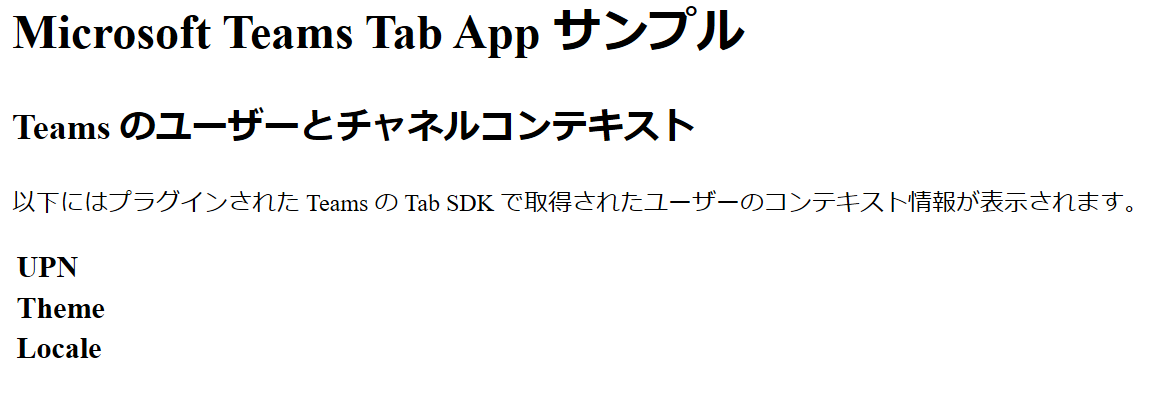 Microsoft Teams Tab App サンプル
Teams のユーザーとチャネルコンテキスト
以下にはプラグインされた Teams の Tab SDK で取得されたユーザーのコンテキスト情報が表示されます。
UPN
Theme
Locale